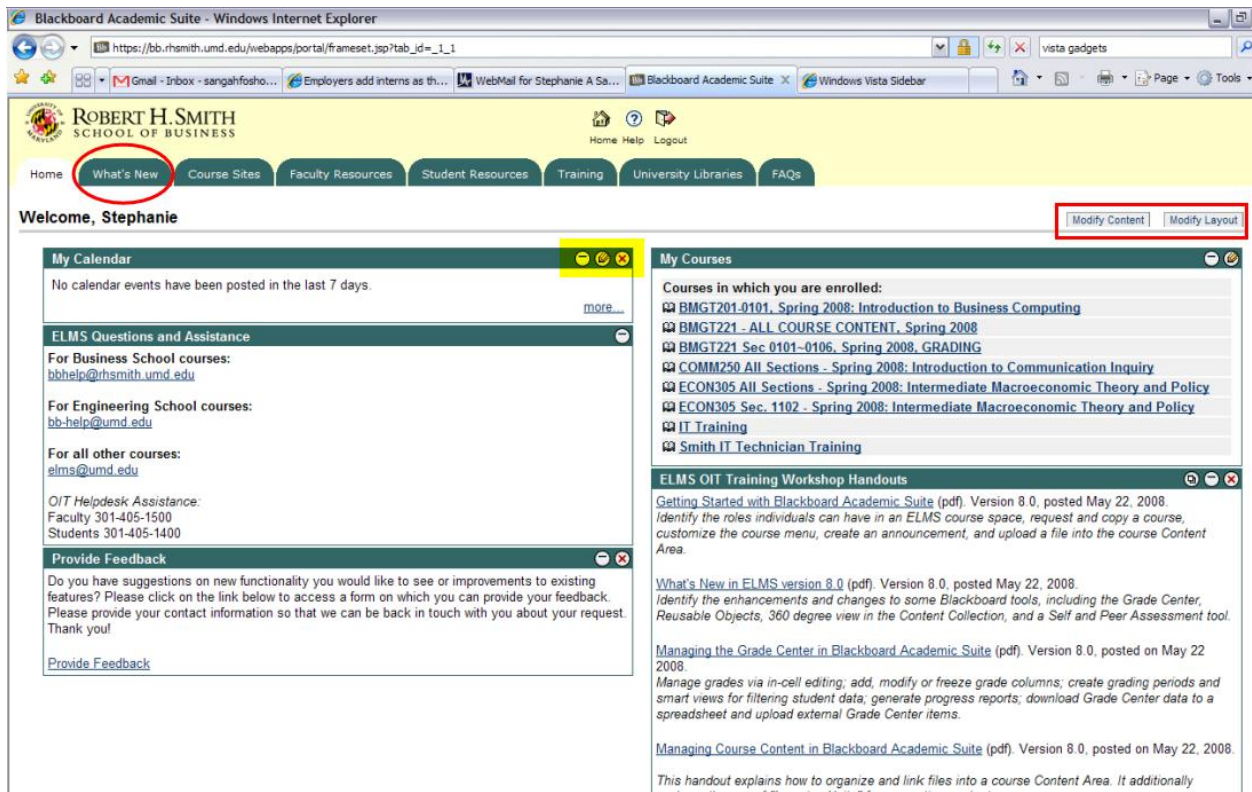 Blackboard Academic Suite - Windows Internet Explorer
https://bb.rhsmith.umd.edu/webapps/portal/frameset.jsp?tab_id=_1_1
vista gadgets
Gmail - Inbox - sangahfosho...
Employers add interns as th...
WebMail for Stephanie A Sa...
Blackboard Academic Suite
Windows Vista Sidebar
Page
Tools
ROBERT H. SMITH
SCHOOL OF BUSINESS
Home Help Logout
Home What's New Course Sites Faculty Resources Student Resources Training University Libraries FAQs
Welcome, Stephanie
Modify Content Modify Layout
My Calendar
No calendar events have been posted in the last 7 days.
more...
ELMS Questions and Assistance
For Business School courses:
bbhelp@rhsmith.umd.edu
For Engineering School courses:
bb-help@umd.edu
For all other courses:
elms@umd.edu
OIT Helpdesk Assistance:
Faculty 301-405-1500
Students 301-405-1400
Provide Feedback
Do you have suggestions on new functionality you would like to see or improvements to existing
features? Please click on the link below to access a form on which you can provide your feedback.
Please provide your contact information so that we can be back in touch with you about your request.
Thank you!
Provide Feedback
My Courses
Courses in which you are enrolled:
BMGT201-0101, Spring 2008: Introduction to Business Computing
BMGT221 - ALL COURSE CONTENT, Spring 2008
BMGT221 Sec 0101~0106, Spring 2008, GRADING
COMM250 All Sections - Spring 2008: Introduction to Communication Inquiry
ECON305 All Sections - Spring 2008: Intermediate Macroeconomic Theory and Policy
ECON305 Sec. 1102 - Spring 2008: Intermediate Macroeconomic Theory and Policy
IT Training
Smith IT Technician Training
ELMS OIT Training Workshop Handouts
Getting Started with Blackboard Academic Suite (pdf). Version 8.0, posted May 22, 2008.
Identify the roles individuals can have in an ELMS course space, request and copy a course,
customize the course menu, create an announcement, and upload a file into the course Content
Area.
What's New in ELMS version 8.0 (pdf). Version 8.0, posted May 22, 2008.
Identify the enhancements and changes to some Blackboard tools, including the Grade Center,
Reusable Objects, 360 degree view in the Content Collection, and a Self and Peer Assessment tool.
Managing the Grade Center in Blackboard Academic Suite (pdf). Version 8.0, posted on May 22
2008.
Manage grades via in-cell editing; add, modify or freeze grade columns; create grading periods and
smart views for filtering student data; generate progress reports; download Grade Center data to a
spreadsheet and upload external Grade Center items.
Managing Course Content in Blackboard Academic Suite (pdf). Version 8.0, posted on May 22, 2008.
This handout explains how to organize and link files into a course Content Area. It additionally